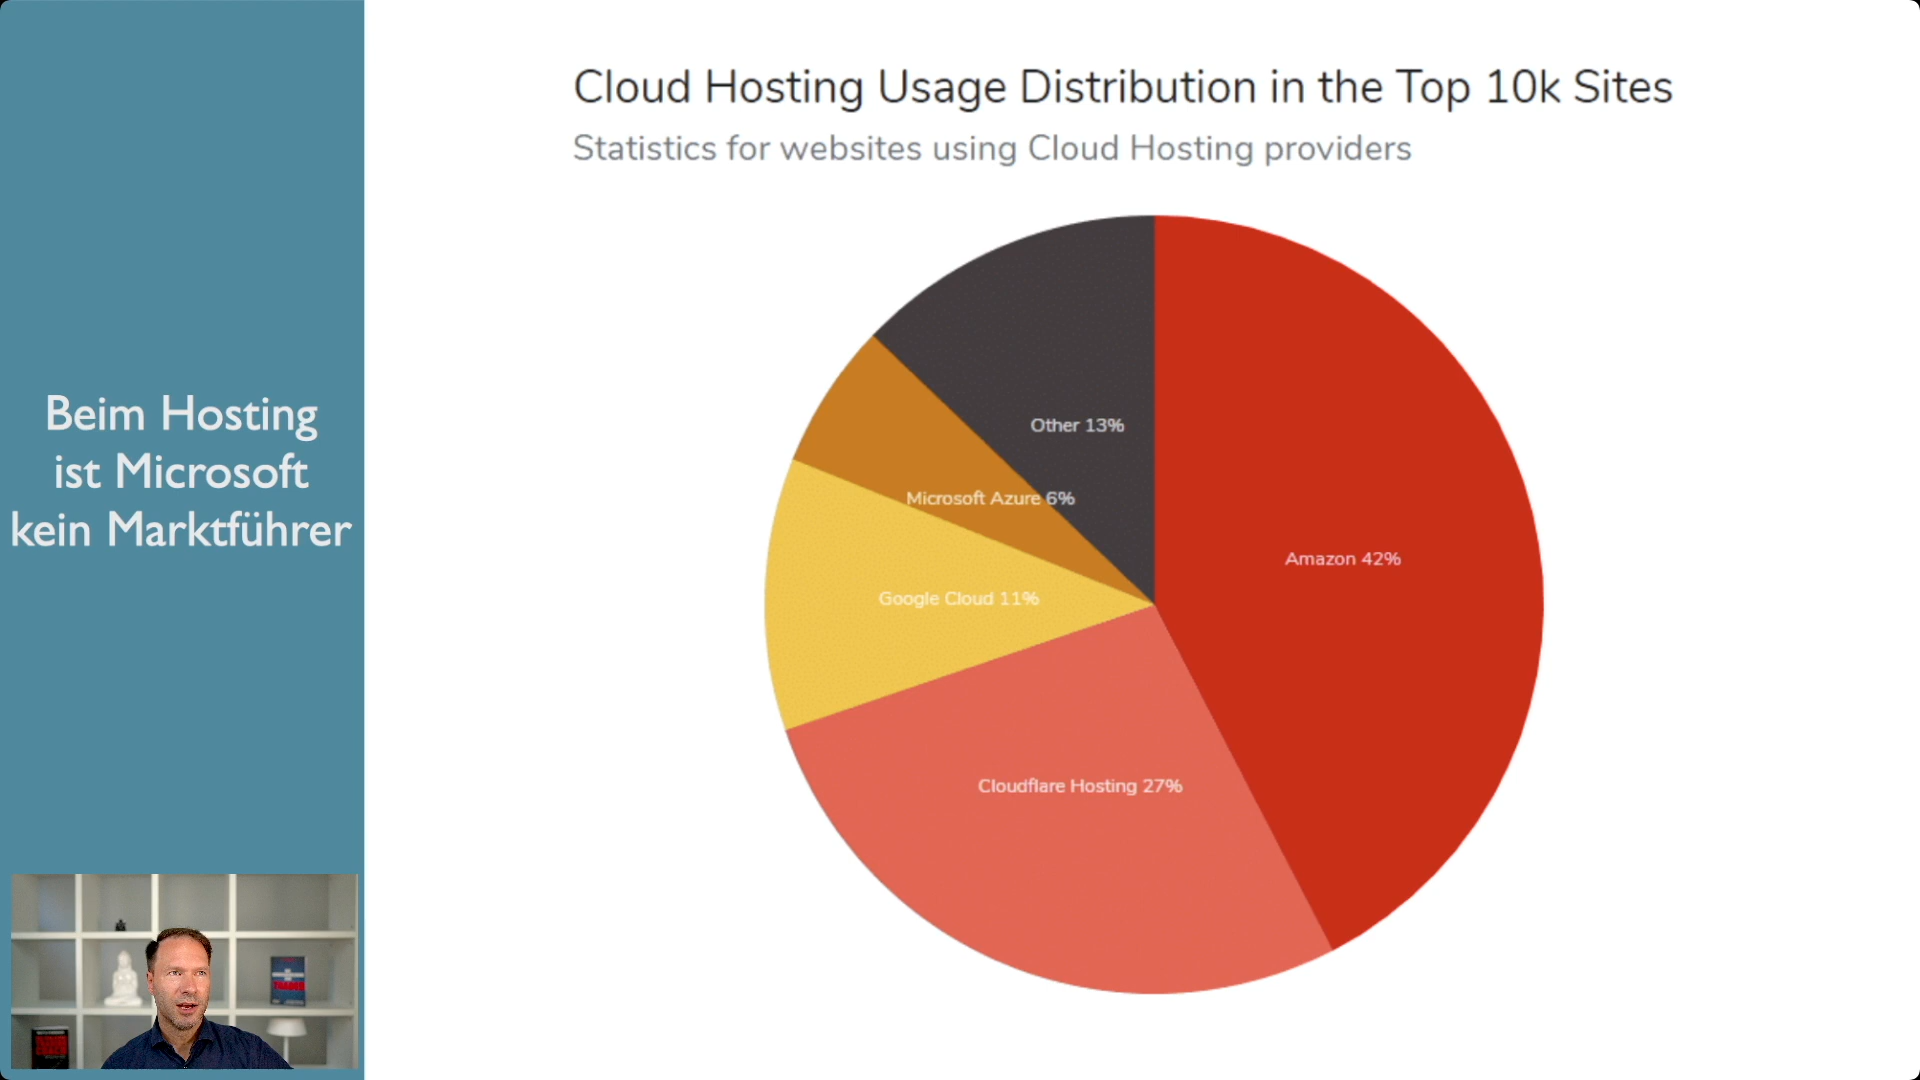 Beim Hosting
ist Microsoft
kein Marktführer
Cloud Hosting Usage Distribution in the Top 10k Sites
Statistics for websites using Cloud Hosting providers
Other 13%
Microsoft Azure 6%
Amazon 42%
Google Cloud 11%
Cloudflare Hosting 27%